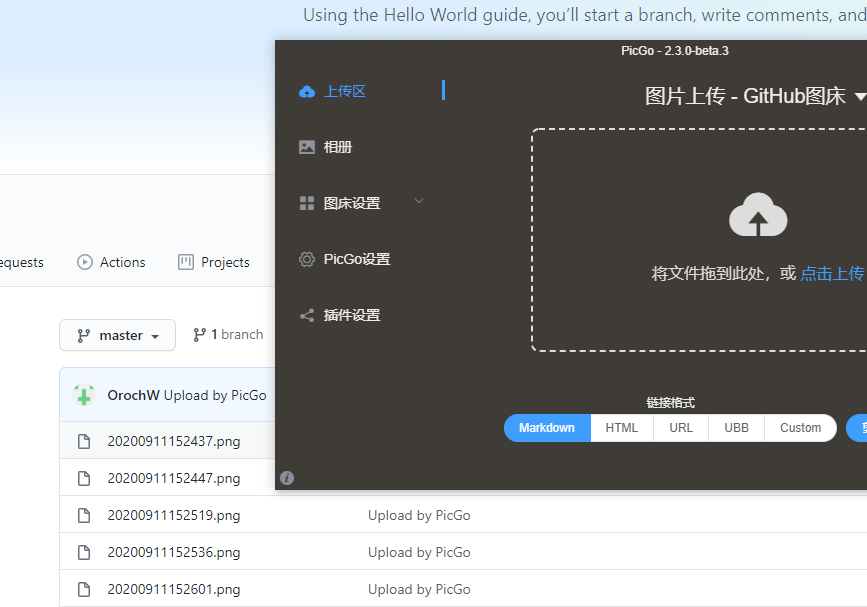 Using the Hello World guide, you'll start a branch, write comments, and
PicGo - 2.3.0-beta.3
上传区
图片上传 - GitHub图床
相册
图床设置
PicGo设置
插件设置
将文件拖到此处，或 点击上传
链接格式
Markdown HTML URL UBB Custom
equests Actions Projects
master 1 branch
OrochW Upload by PicGo
20200911152437.png
20200911152447.png
20200911152519.png Upload by PicGo
20200911152536.png Upload by PicGo
20200911152601.png Upload by PicGo